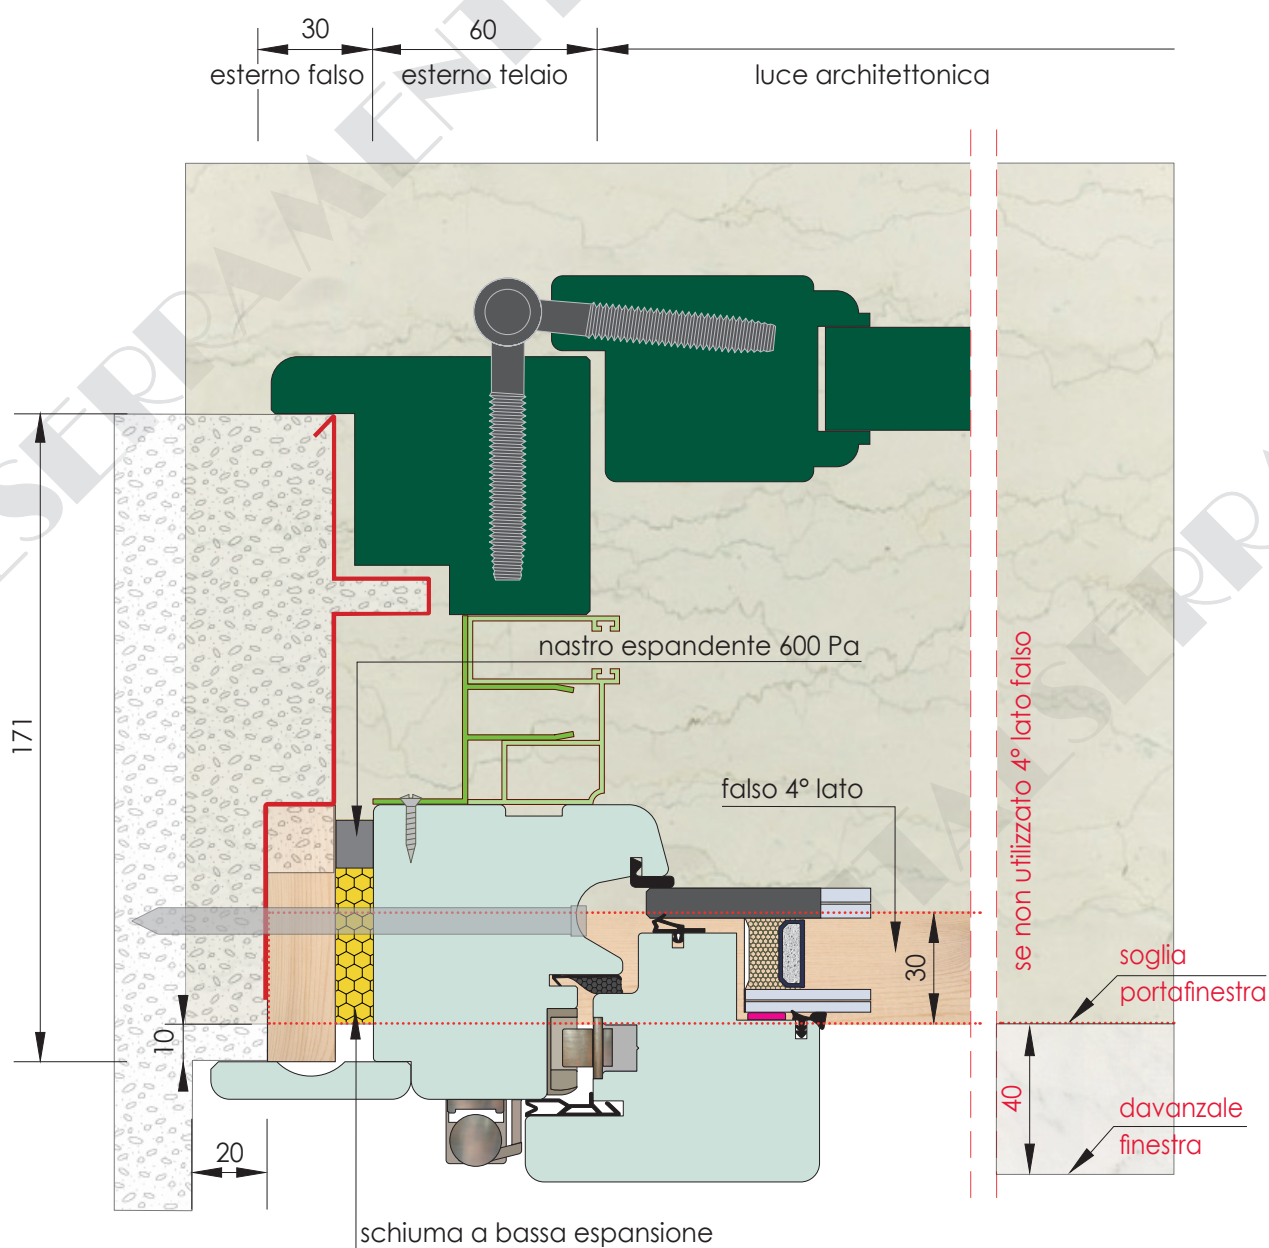 30
60
esterno falso
esterno telaio
luce architettonica
nastro espandente 600 Pa
171
falso 4° lato
se non utilizzato 4° lato falso
30
soglia
portafinestra
10
40
davanzale
finestra
20
schiuma a bassa espansione